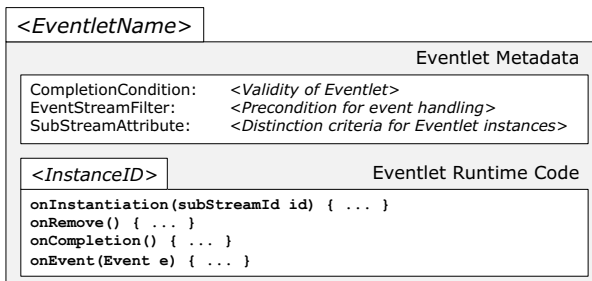 <EventletName>
Eventlet Metadata
CompletionCondition: <Validity of Eventlet>
EventStreamFilter: <Precondition for event handling>
SubStreamAttribute: <Distinction criteria for Eventlet instances>
<InstanceID>
Eventlet Runtime Code
onInstantiation(subStreamId id) { ... }
onRemove() { ... }
onCompletion() { ... }
onEvent(Event e) { ... }